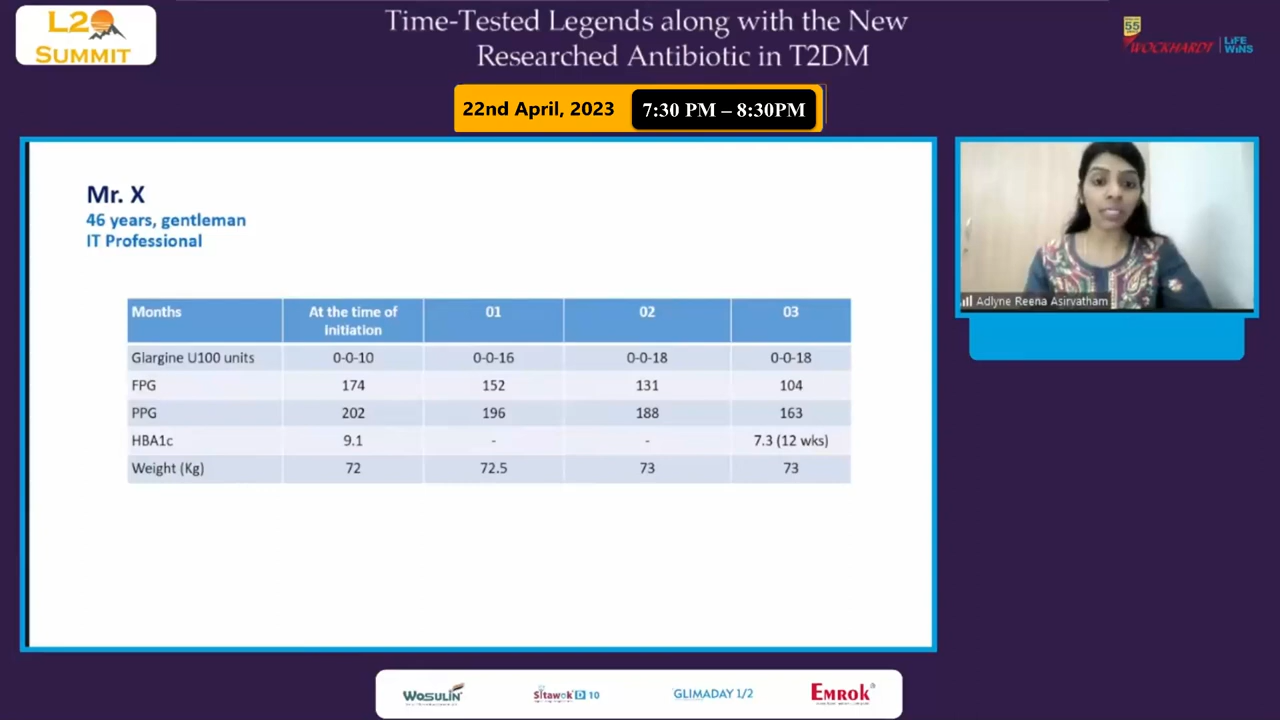 L20
SUMMIT
Time-Tested Legends along with the New
Researched Antibiotic in T2DM
55
WOCKHARDT
LiFE
WiNS
22nd April, 2023
7:30 PM – 8:30PM
Mr. X
46 years, gentleman
IT Professional
Months At the time of initiation 01 02 03
Glargine U100 units 0-0-10 0-0-16 0-0-18 0-0-18
FPG 174 152 131 104
PPG 202 196 188 163
HBA1c 9.1 - - 7.3 (12 wks)
Weight (Kg) 72 72.5 73 73
Adlyne Reena Asirvatham
WOSULIN
Sitawok D 10
GLIMADAY 1/2
EMROK